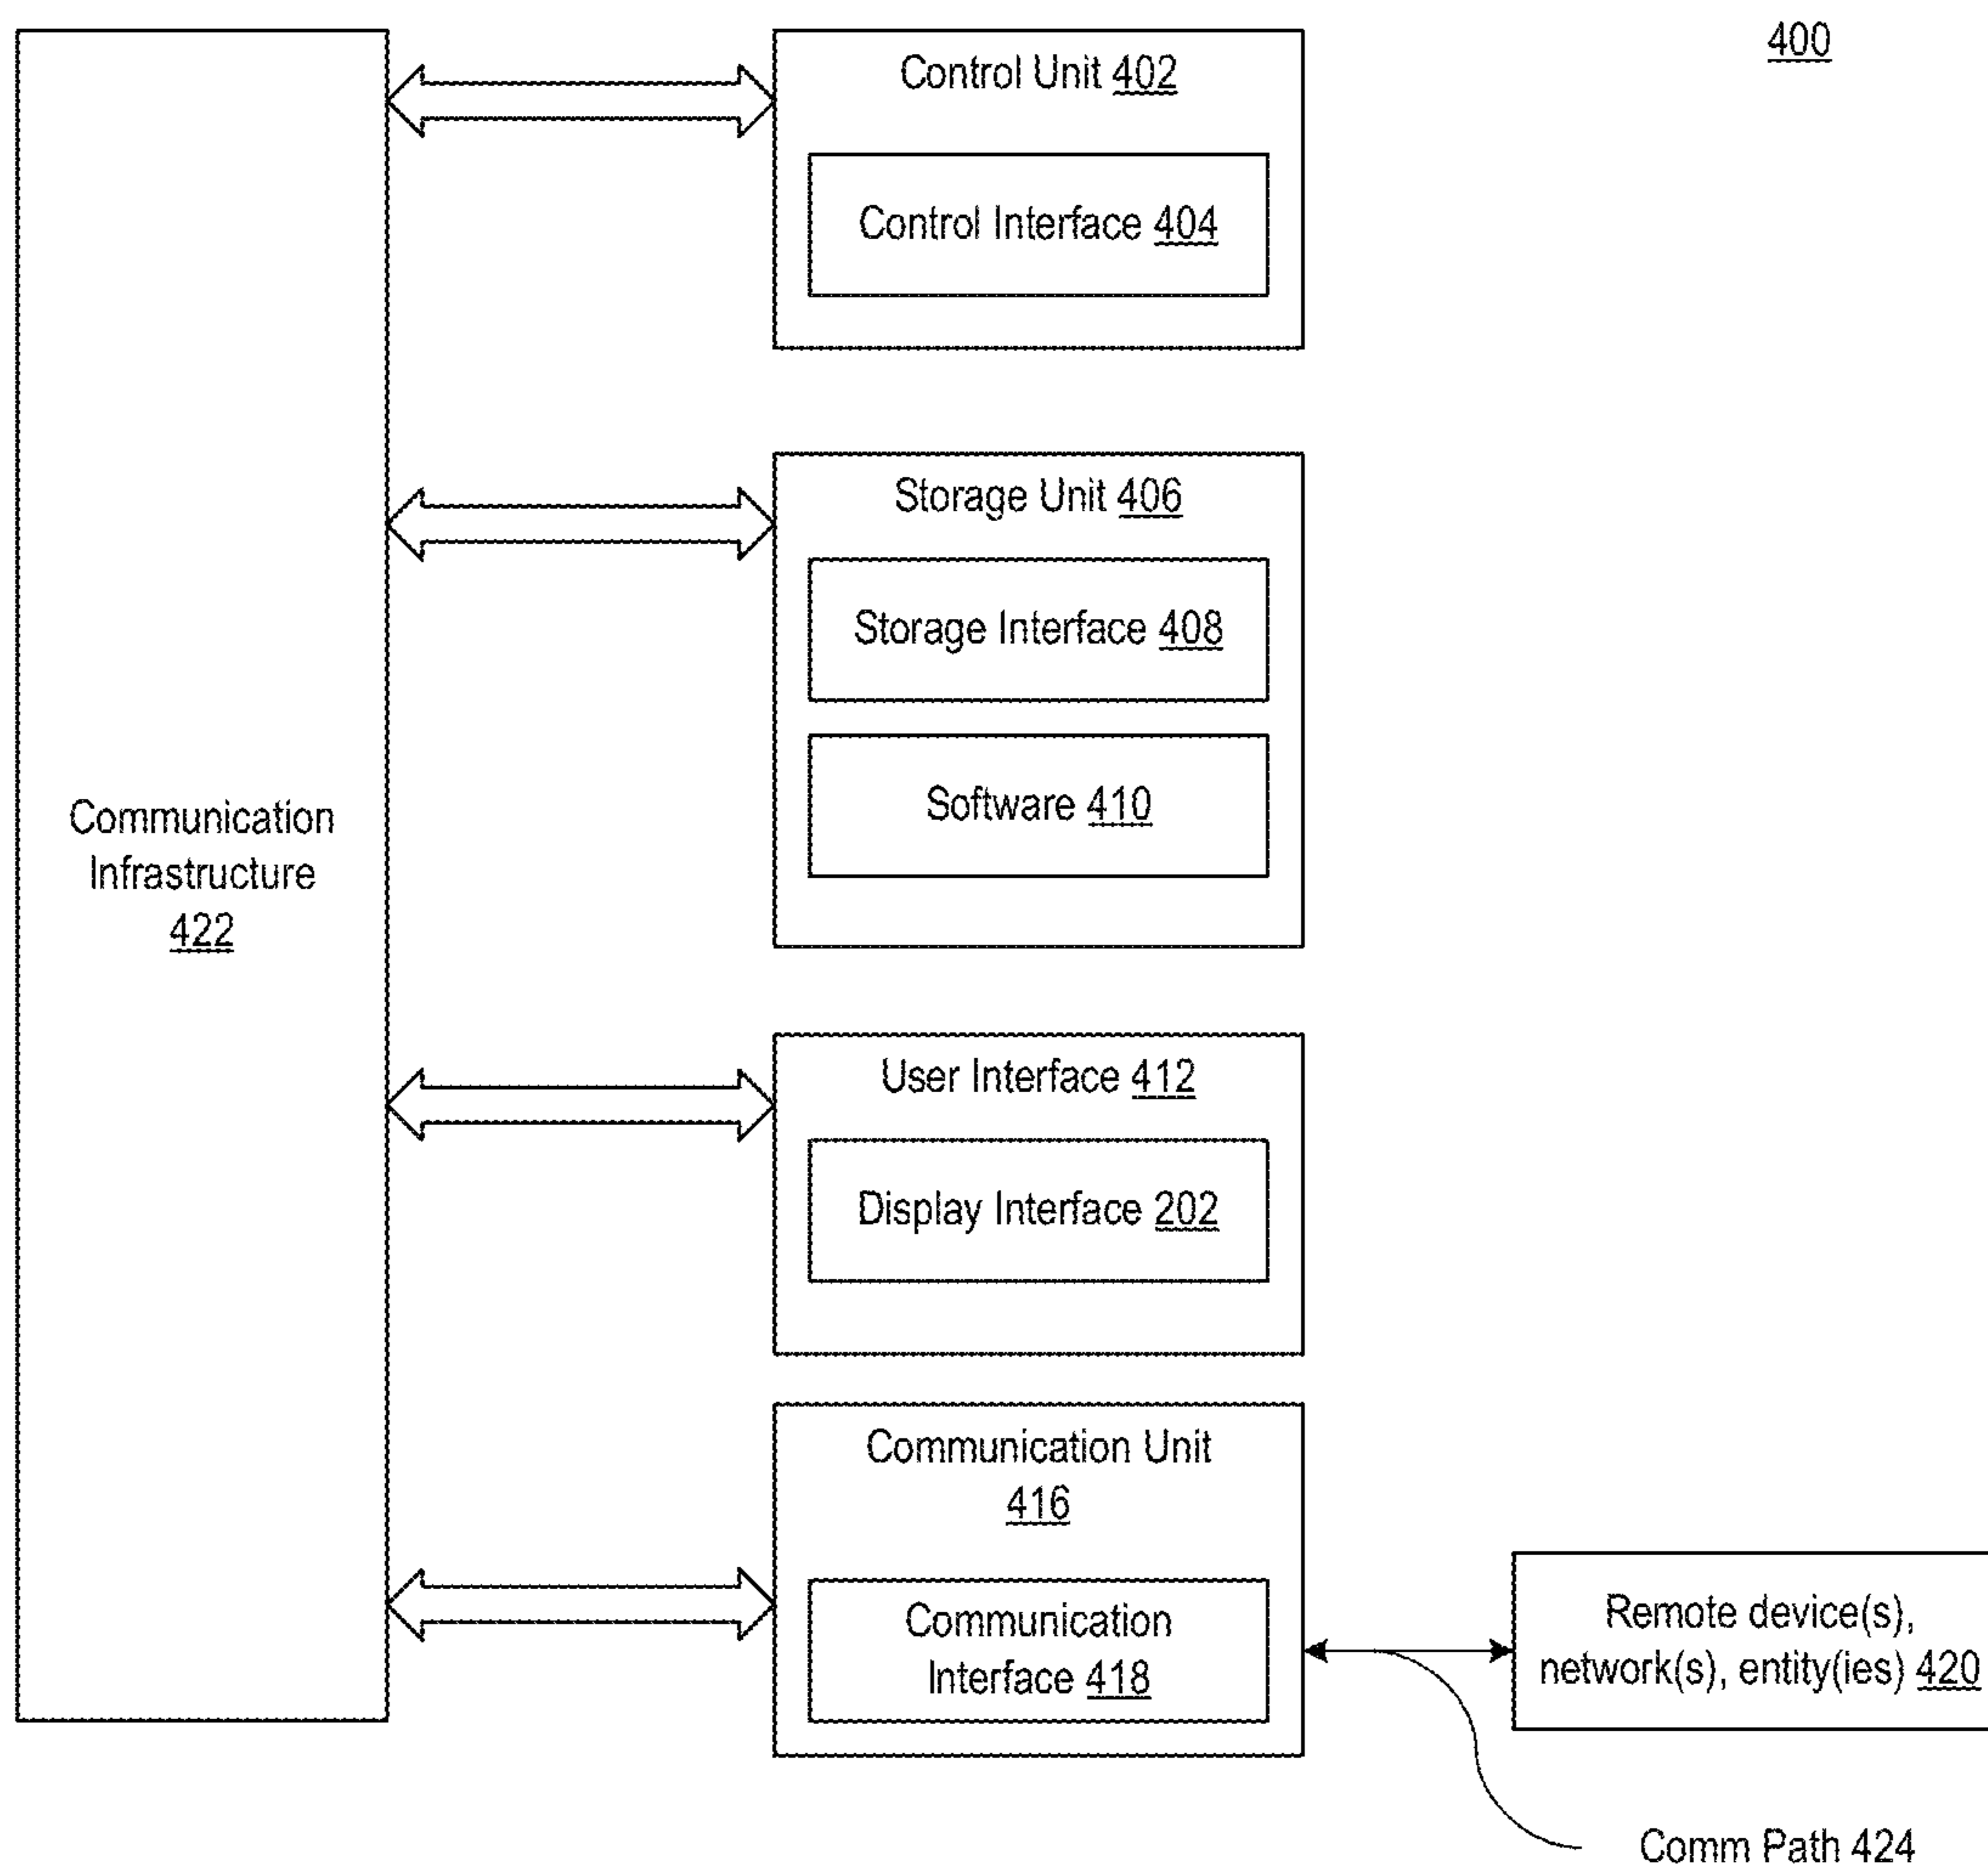 400
Control Unit 402
Control Interface 404
Storage Unit 406
Storage Interface 408
Software 410
Communication
Infrastructure
422
User Interface 412
Display Interface 202
Communication Unit
416
Communication
Interface 418
Remote device(s),
network(s), entity(ies) 420
Comm Path 424